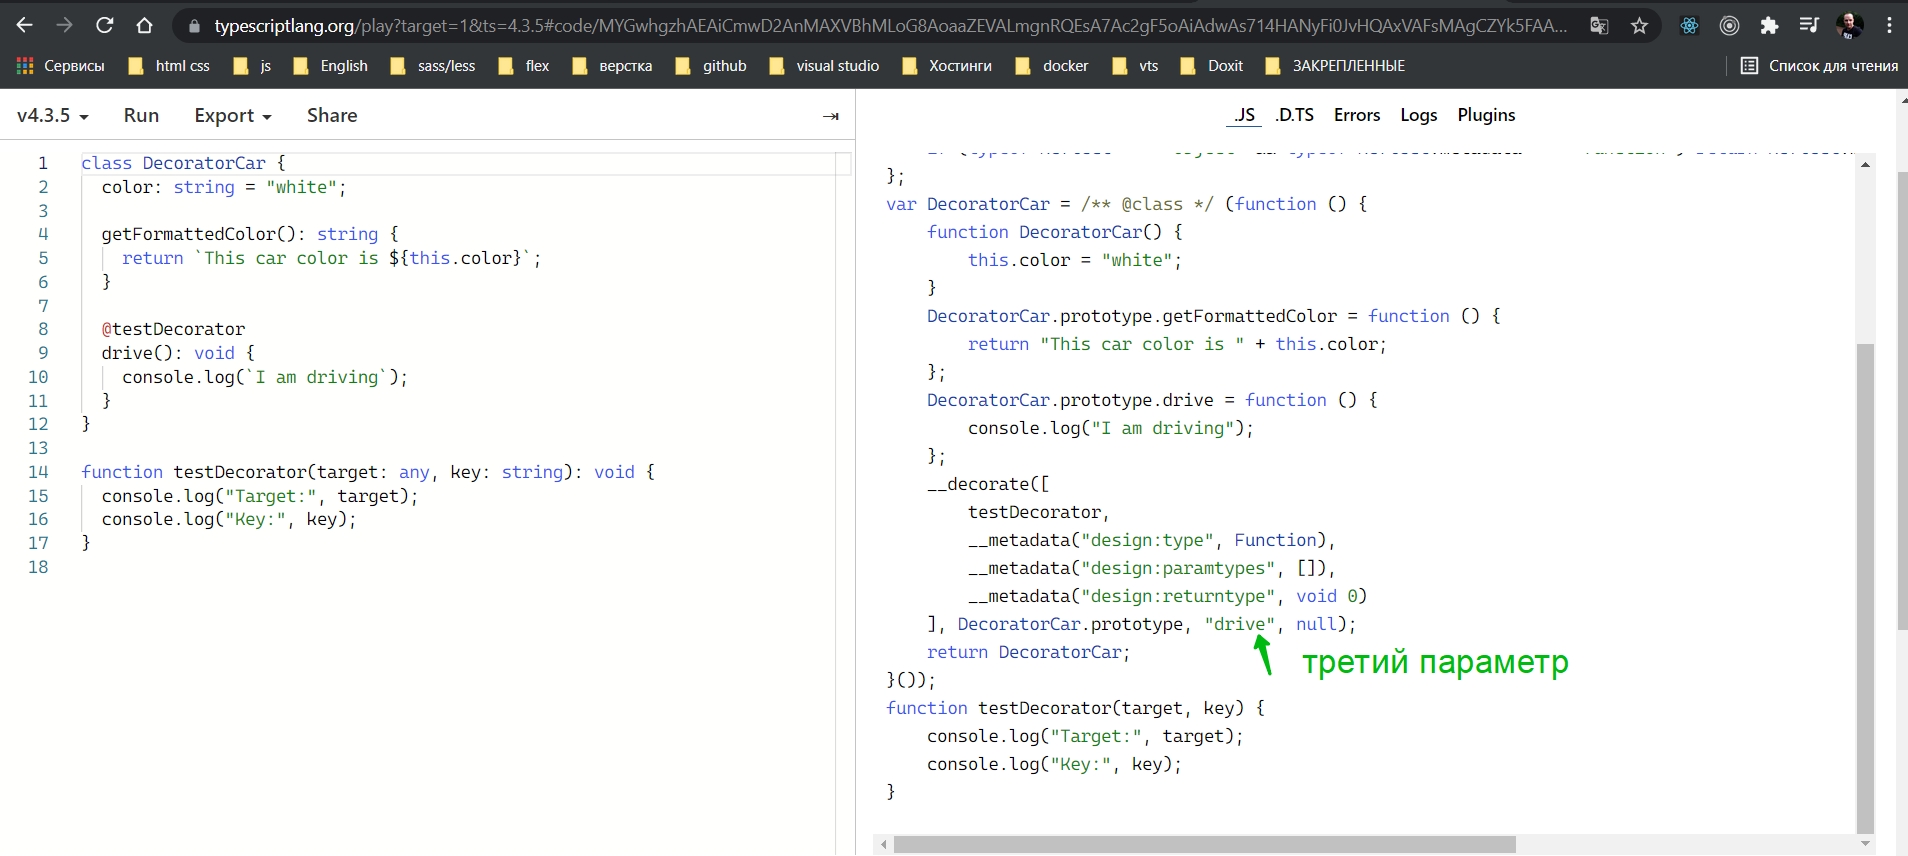 typescriptlang.org/play?target=1&ts=4.3.5#code/MYGwhgzhAEAiCmwD2AnMAXVBhMLoG8AoaaZEVALmgnRQEsA7Ac2gF5oAiAdwAs714HANyFi0JvHQAxVAFsMAgCZYk5FAA...
Сервисы html css js English sass/less flex верстка github visual studio Хостинги docker vts Doxit ЗАКРЕПЛЕННЫЕ Список для чтения
v4.3.5 Run Export Share
.JS .D.TS Errors Logs Plugins
1 class DecoratorCar {
2 color: string = "white";
3
4 getFormattedColor(): string {
5 return `This car color is ${this.color}`;
6 }
7
8 @testDecorator
9 drive(): void {
10 console.log(`I am driving`);
11 }
12 }
13
14 function testDecorator(target: any, key: string): void {
15 console.log("Target:", target);
16 console.log("Key:", key);
17 }
18
};
var DecoratorCar = /** @class */ (function () {
function DecoratorCar() {
this.color = "white";
}
DecoratorCar.prototype.getFormattedColor = function () {
return "This car color is " + this.color;
};
DecoratorCar.prototype.drive = function () {
console.log("I am driving");
};
__decorate([
testDecorator,
__metadata("design:type", Function),
__metadata("design:paramtypes", []),
__metadata("design:returntype", void 0)
], DecoratorCar.prototype, "drive", null);
return DecoratorCar;
третий параметр
}());
function testDecorator(target, key) {
console.log("Target:", target);
console.log("Key:", key);
}